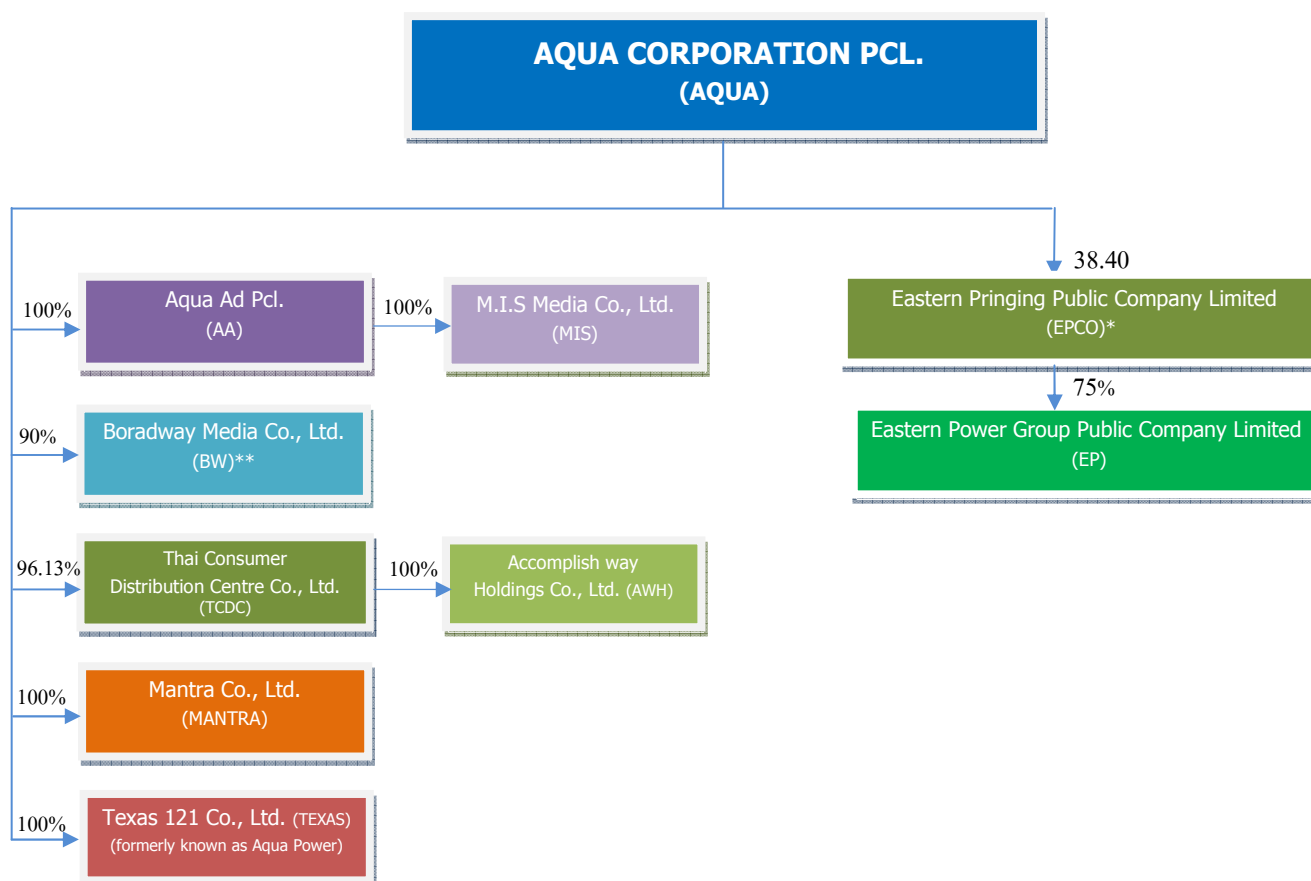 AQUA CORPORATION PCL.
(AQUA)
38.40
100%
Aqua Ad Pcl.
(AA)
100%
M.I.S Media Co., Ltd.
(MIS)
Eastern Pringing Public Company Limited
(EPCO)*
75%
90%
Boradway Media Co., Ltd.
(BW)**
Eastern Power Group Public Company Limited
(EP)
96.13%
Thai Consumer
Distribution Centre Co., Ltd.
(TCDC)
100%
Accomplish way
Holdings Co., Ltd. (AWH)
100%
Mantra Co., Ltd.
(MANTRA)
100%
Texas 121 Co., Ltd. (TEXAS)
(formerly known as Aqua Power)